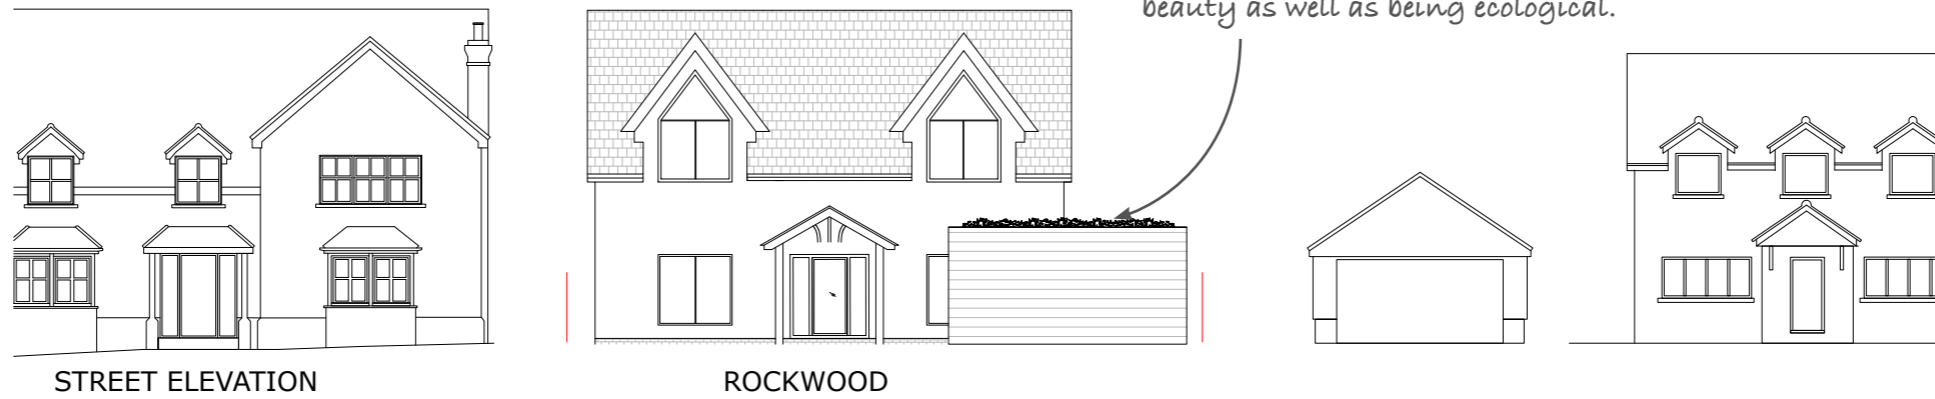 beauty as well as being ecological.
STREET ELEVATION
ROCKWOOD